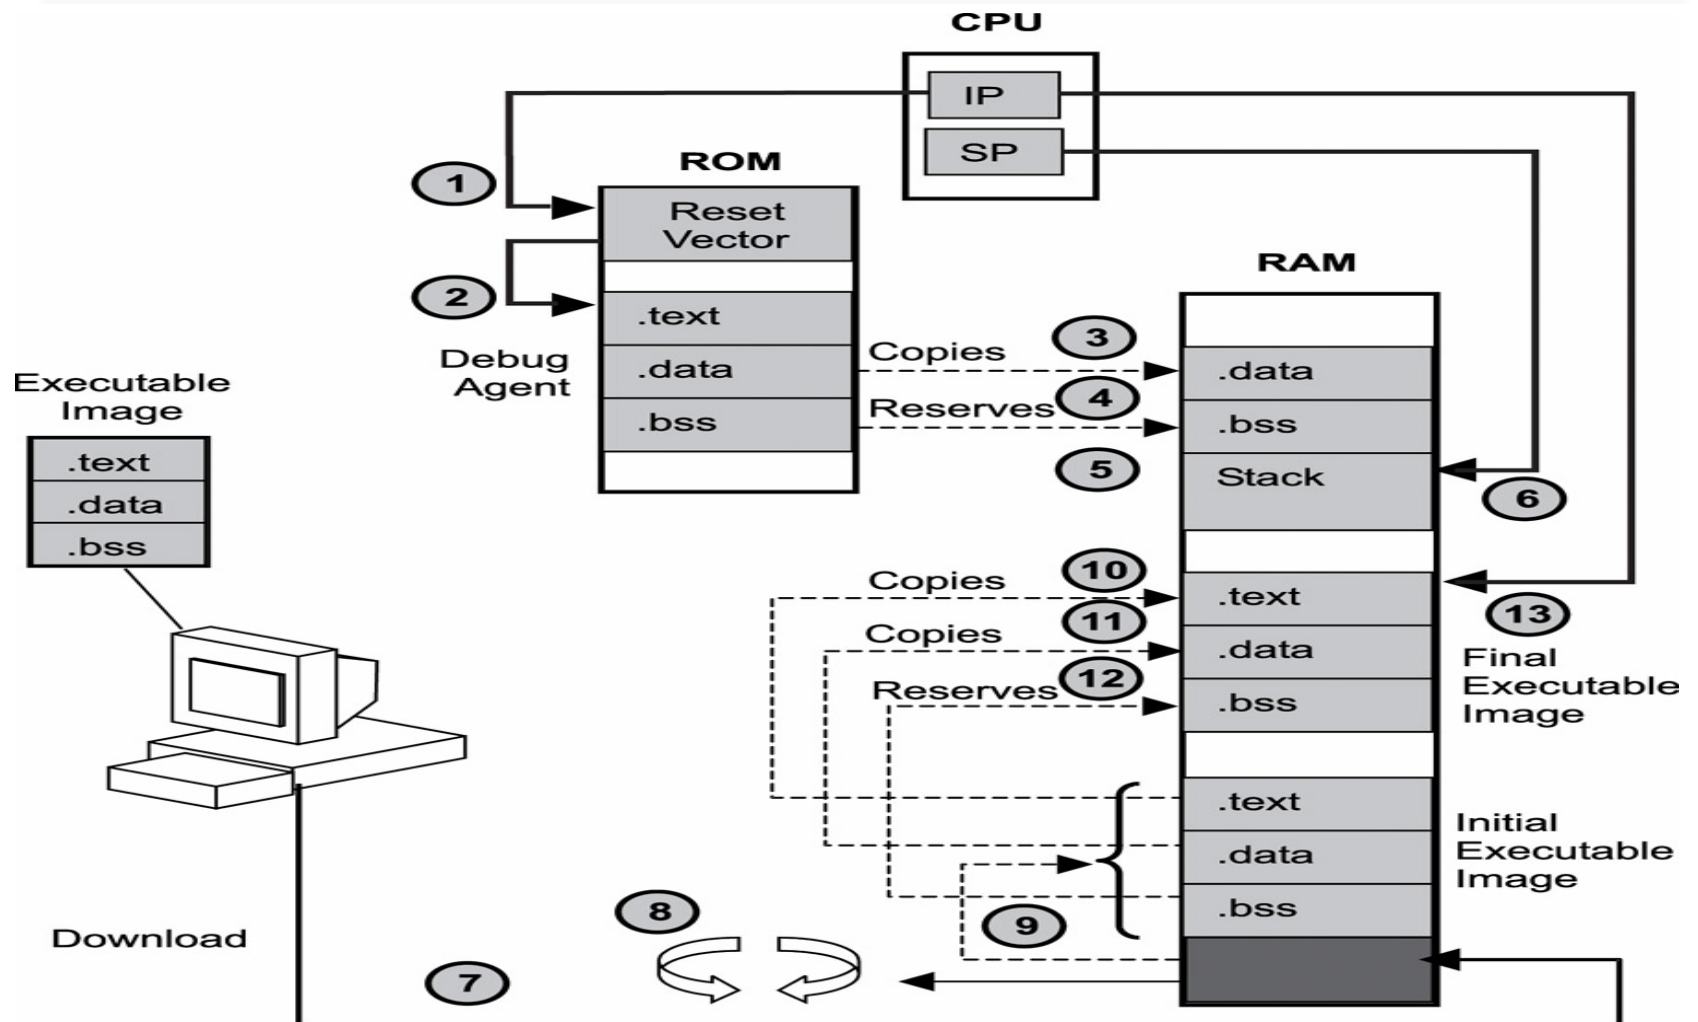 CPU
IP
SP
ROM
1
Reset
Vector
2
.text
.data
.bss
Debug
Agent
RAM
Copies
3
Reserves
4
5
.data
.bss
Stack
6
Executable
Image
.text
.data
.bss
Copies
10
Copies
11
Reserves
12
.text
.data
.bss
13
Final
Executable
Image
.text
.data
.bss
Initial
Executable
Image
8
9
Download
7